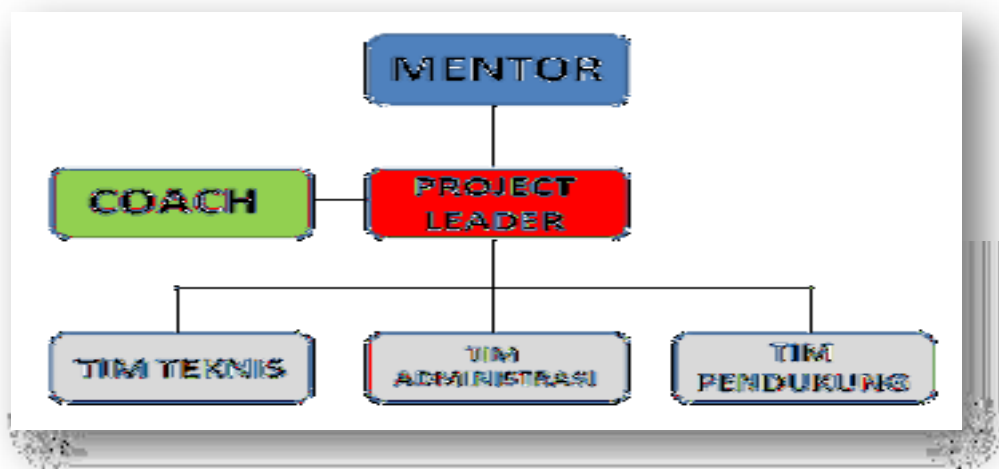 MENTOR
COACH
PROJECT
LEADER
TIM TEKNIS
TIM
ADMINISTRASI
TIM
PENDUKUNG